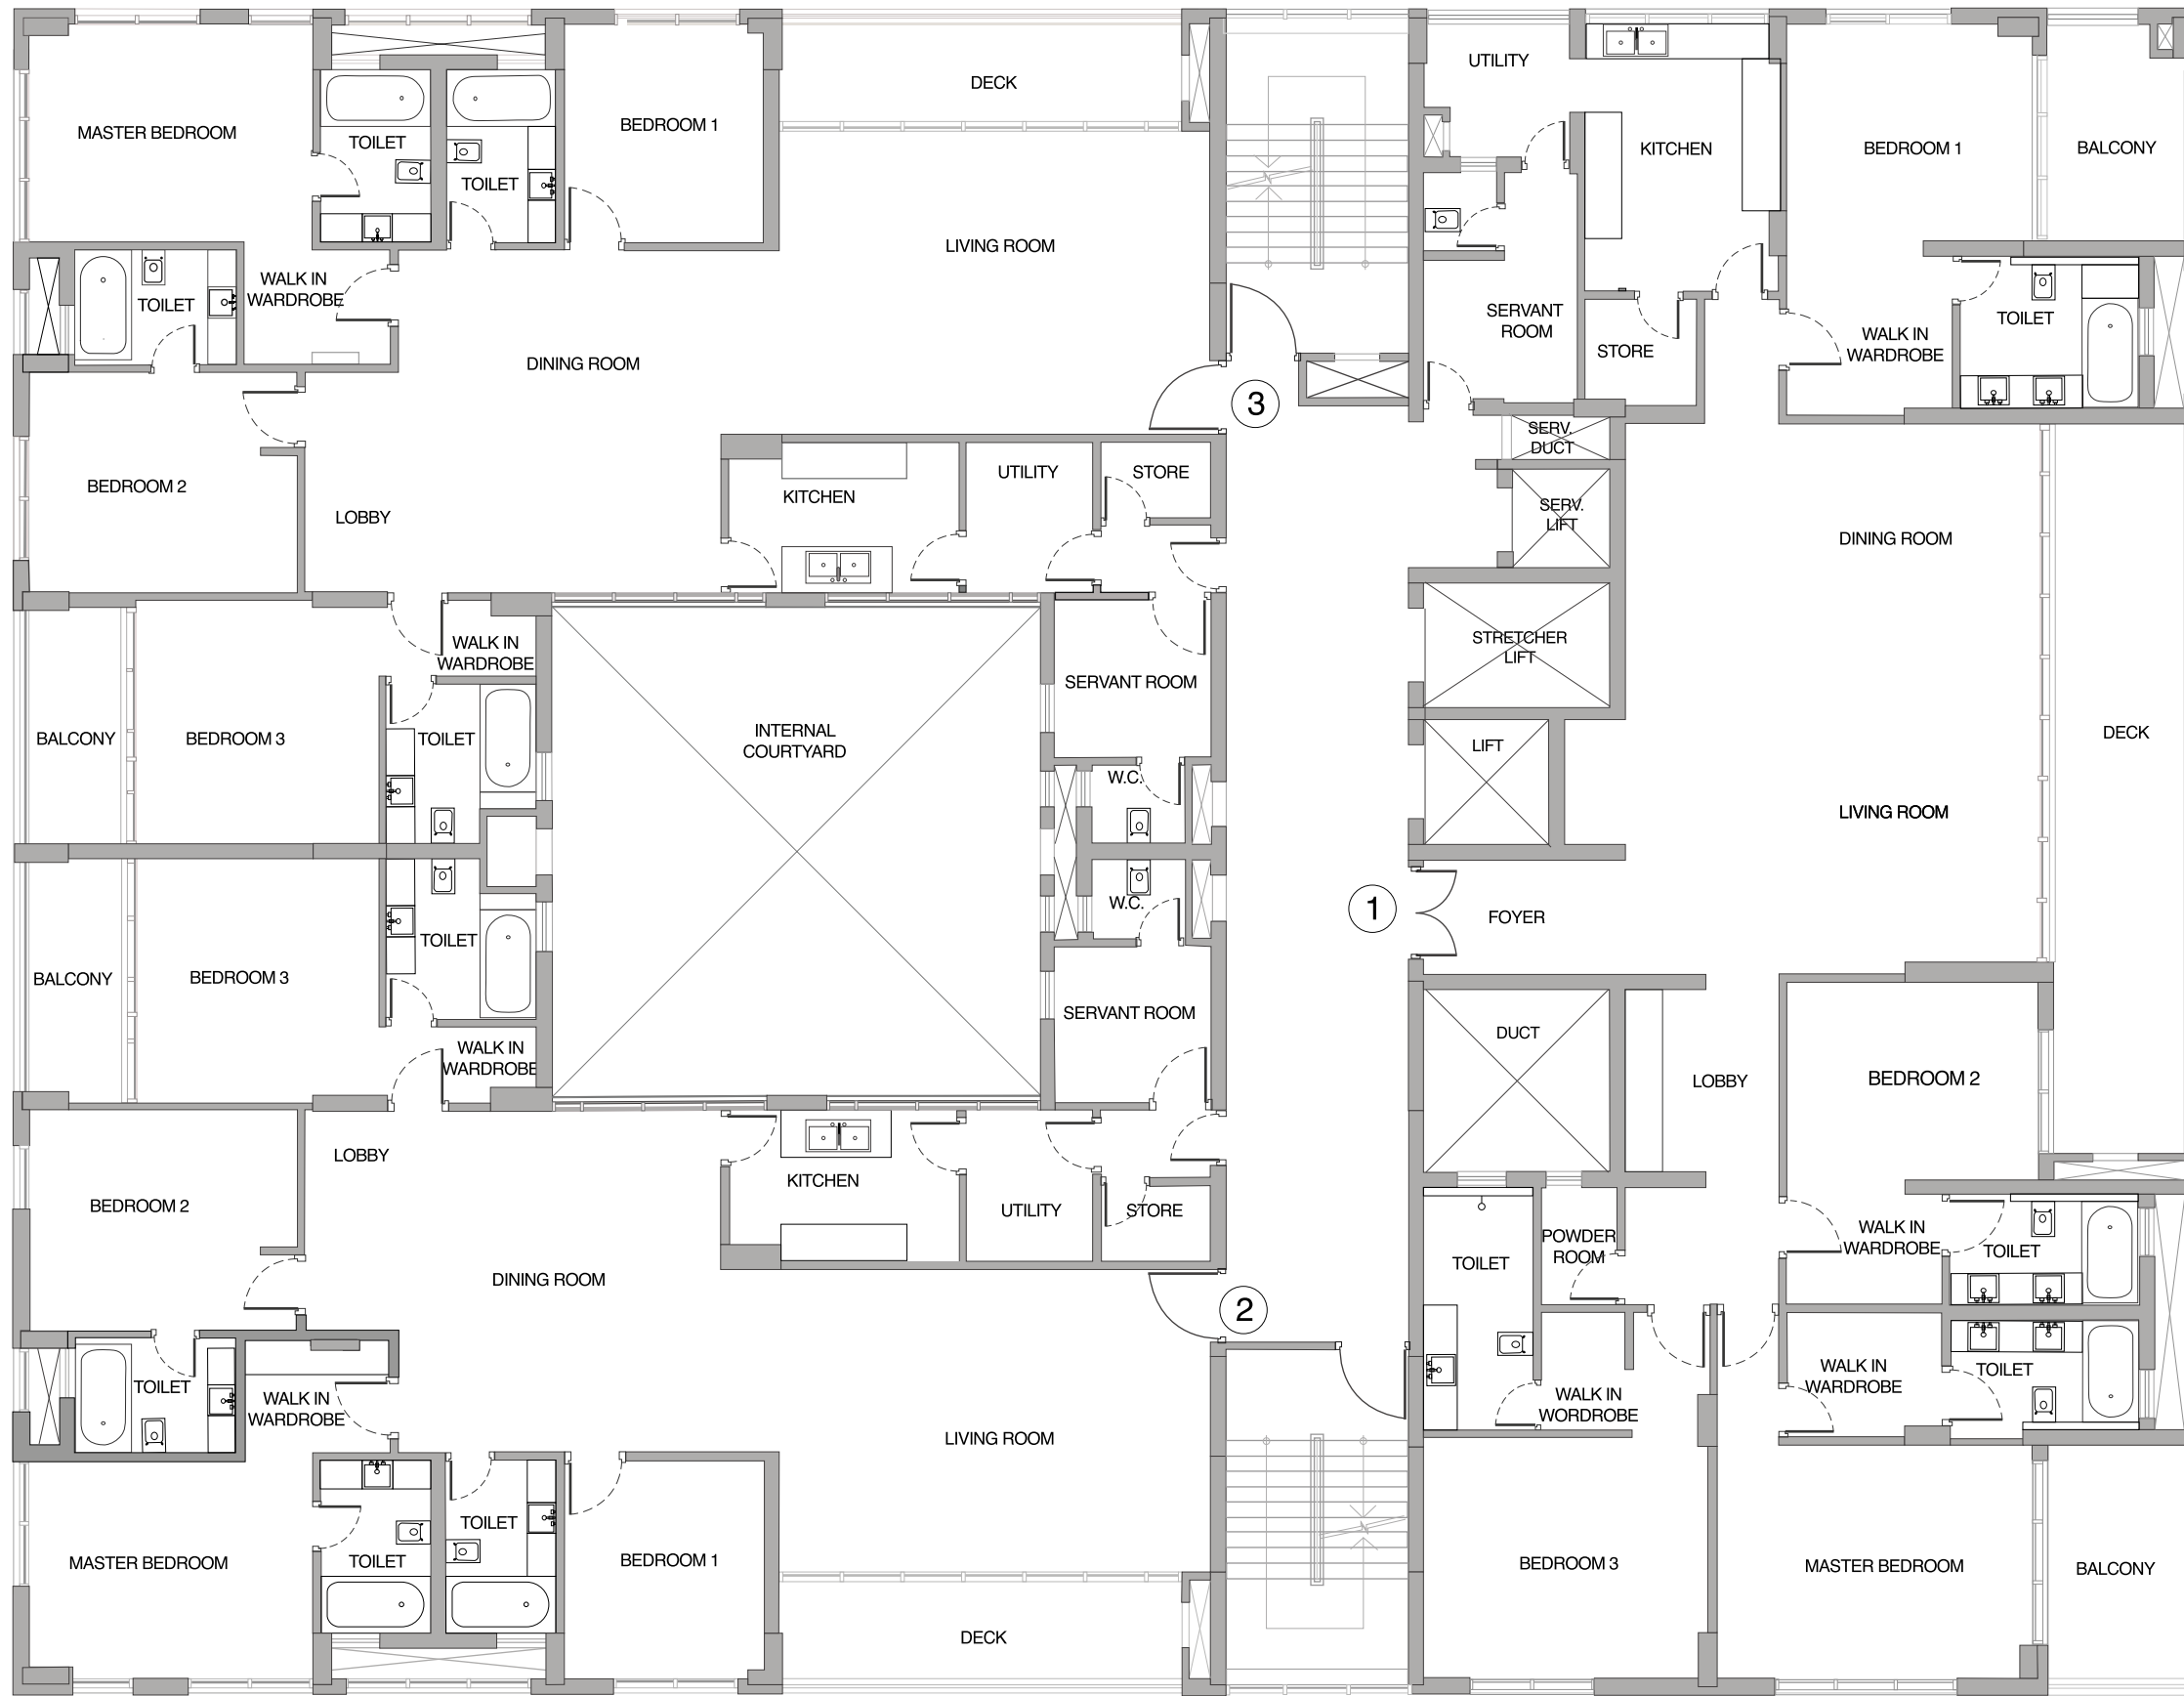 UTILITY
DECK
BEDROOM 1
MASTER BEDROOM
TOILET
KITCHEN
BEDROOM 1
BALCONY
TOILET
LIVING ROOM
WALK IN
WARDROBE
TOILET
SERVANT
ROOM
TOILET
STORE
WALK IN
WARDROBE
DINING ROOM
3
SERV.
DUCT
BEDROOM 2
KITCHEN
UTILITY
STORE
LOBBY
SERV.
LIFT
DINING ROOM
WALK IN
WARDROBE
STRETCHER
LIFT
SERVANT ROOM
BALCONY
BEDROOM 3
TOILET
INTERNAL
COURTYARD
LIFT
DECK
W.C.
LIVING ROOM
W.C.
1
FOYER
TOILET
BALCONY
BEDROOM 3
SERVANT ROOM
DUCT
WALK IN
WARDROBE
LOBBY
BEDROOM 2
LOBBY
KITCHEN
BEDROOM 2
UTILITY
STORE
POWDER
ROOM
WALK IN
WARDROBE
TOILET
TOILET
DINING ROOM
2
TOILET
WALK IN
WARDROBE
WALK IN
WORDROBE
WALK IN
WARDROBE
TOILET
LIVING ROOM
TOILET
MASTER BEDROOM
TOILET
BEDROOM 1
BEDROOM 3
MASTER BEDROOM
BALCONY
DECK